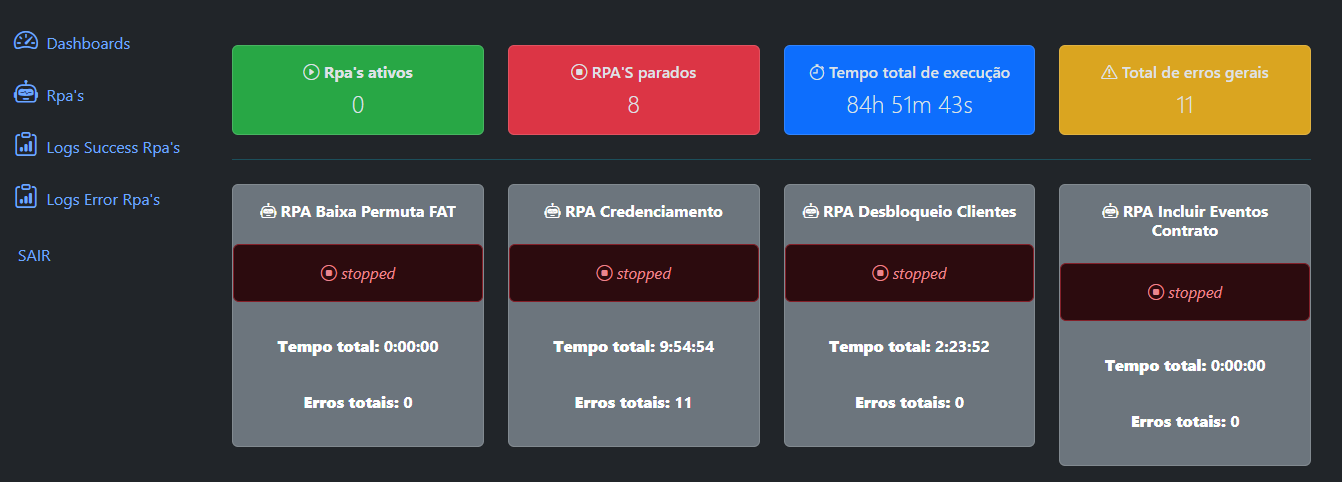 Dashboards
Rpa's
Logs Success Rpa's
Logs Error Rpa's
SAIR
Rpa's ativos
0
RPA'S parados
8
Tempo total de execução
84h 51m 43s
Total de erros gerais
11
RPA Baixa Permuta FAT
stopped
Tempo total: 0:00:00
Erros totais: 0
RPA Credenciamento
stopped
Tempo total: 9:54:54
Erros totais: 11
RPA Desbloqueio Clientes
stopped
Tempo total: 2:23:52
Erros totais: 0
RPA Incluir Eventos
Contrato
stopped
Tempo total: 0:00:00
Erros totais: 0